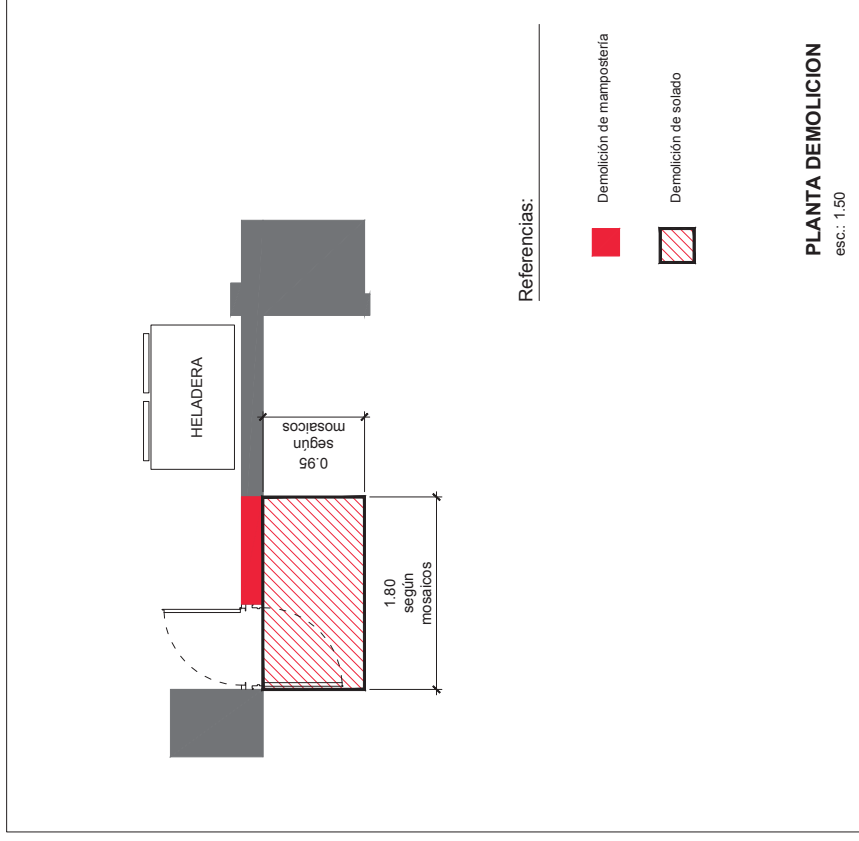 HELADERA
0.95
según
mosaicos
1.80
según
mosaicos
Referencias:
Demolición de mampostería
Demolición de solado
PLANTA DEMOLICION
esc.: 1.50